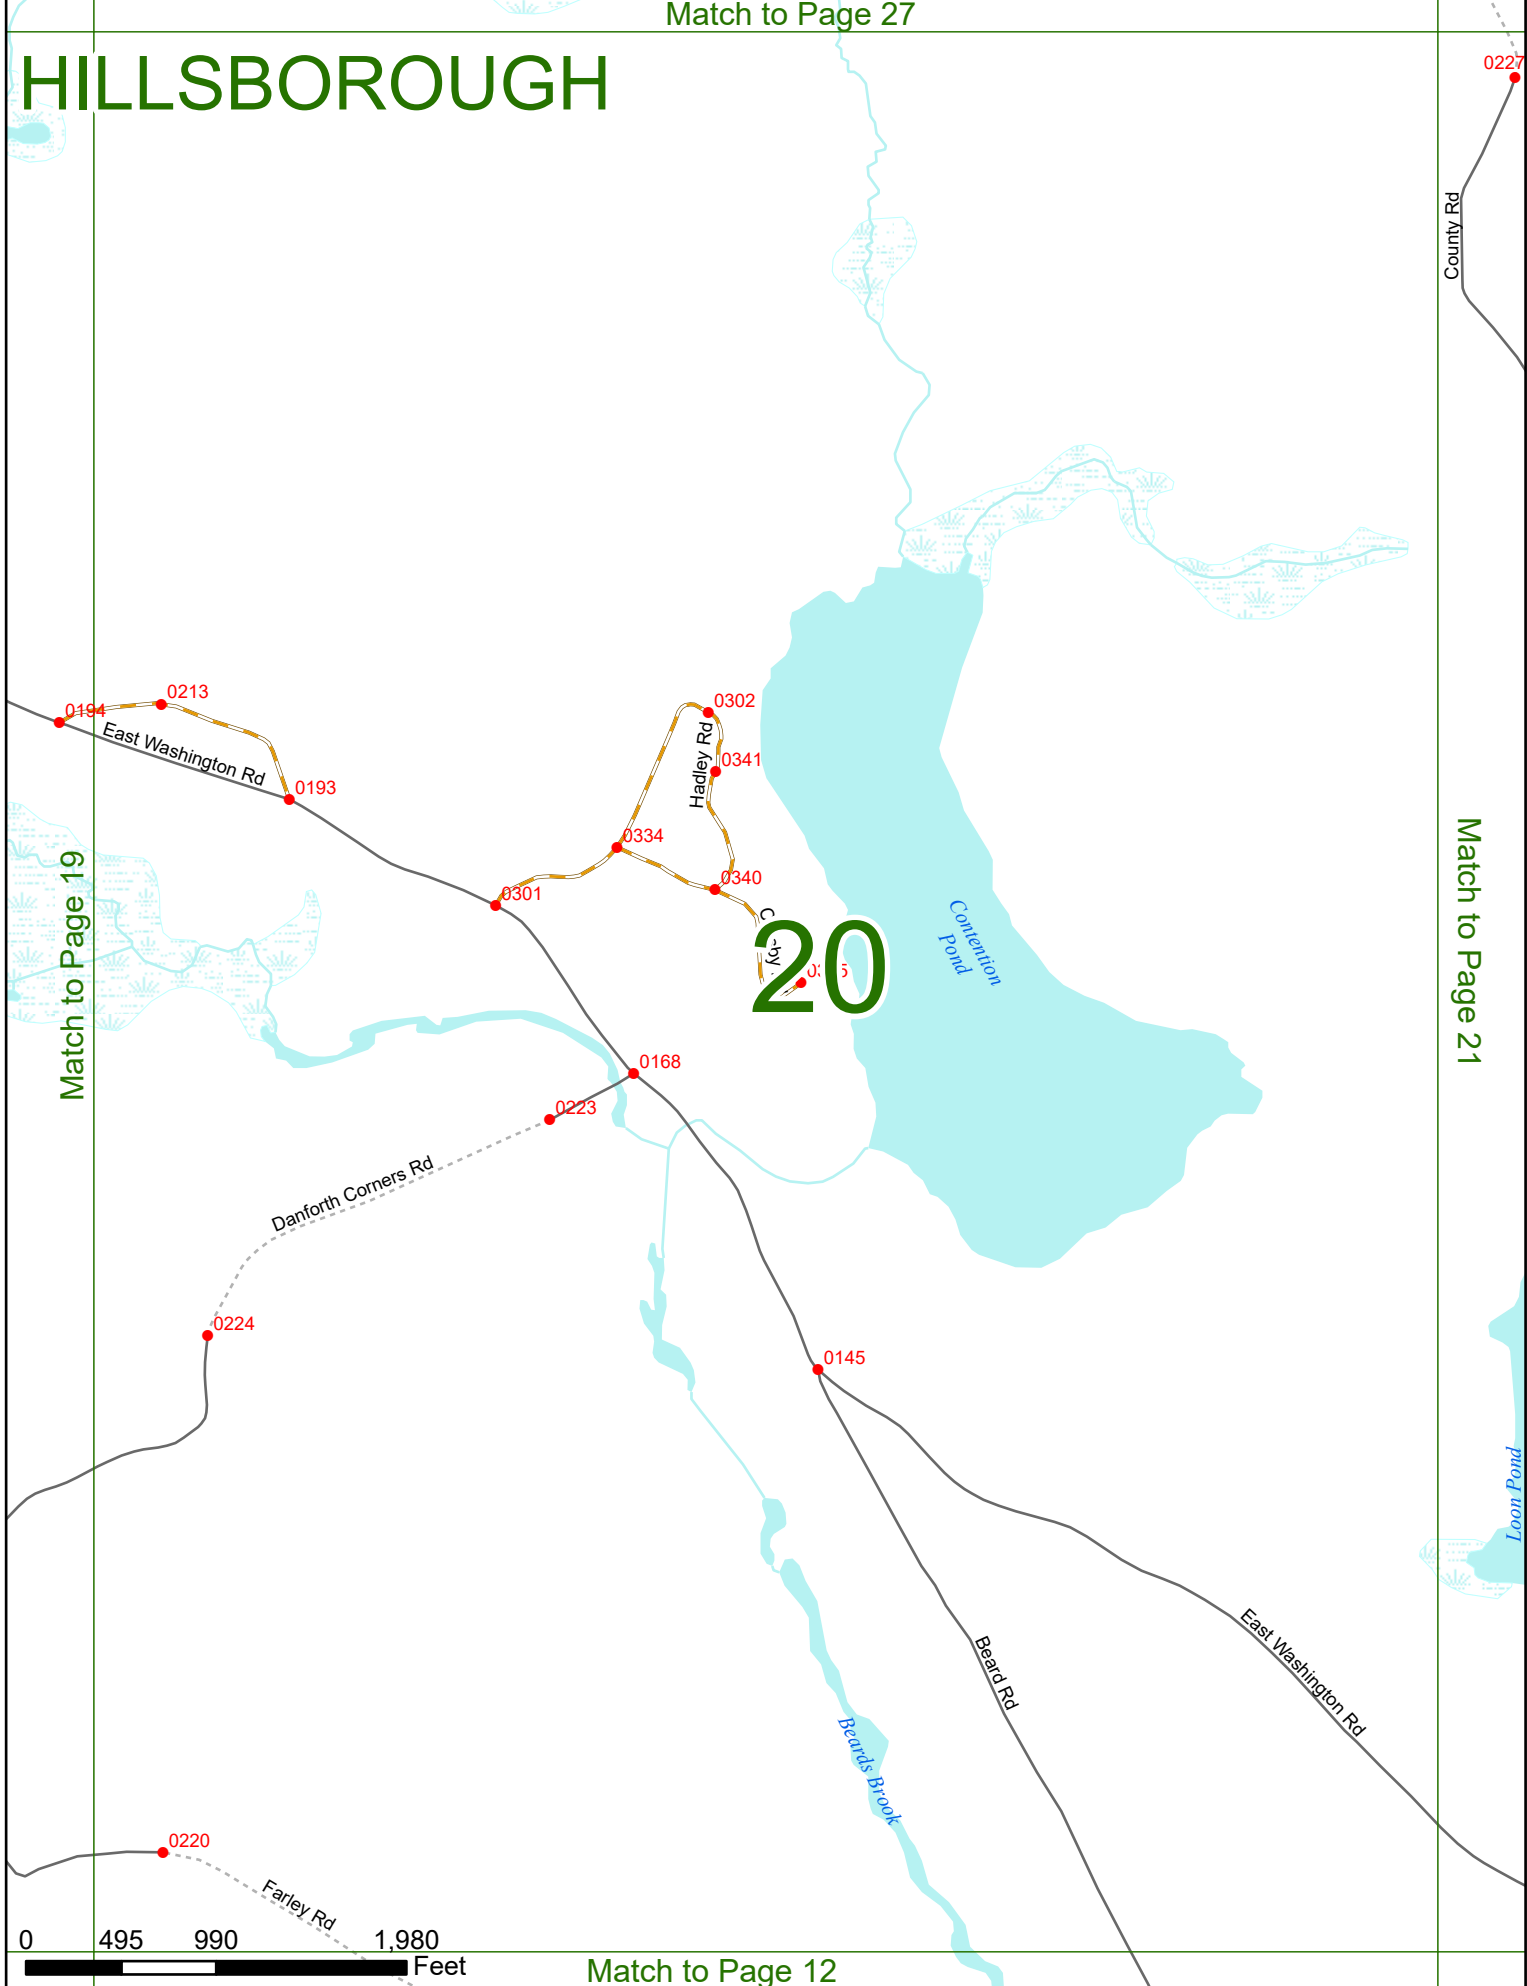 Match to Page 27
HILLSBOROUGH
0227
County Rd
0213
0194
East Washington Rd
0193
0302
Hadley Rd
0341
0334
0340
0301
20
Contention
Pond
Match to Page 19
Match to Page 21
0168
0223
Danforth Corners Rd
0224
0145
Loon Pond
East Washington Rd
Beard Rd
Beards Brook
0220
Farley Rd
0 495 990 1,980
Feet
Match to Page 12